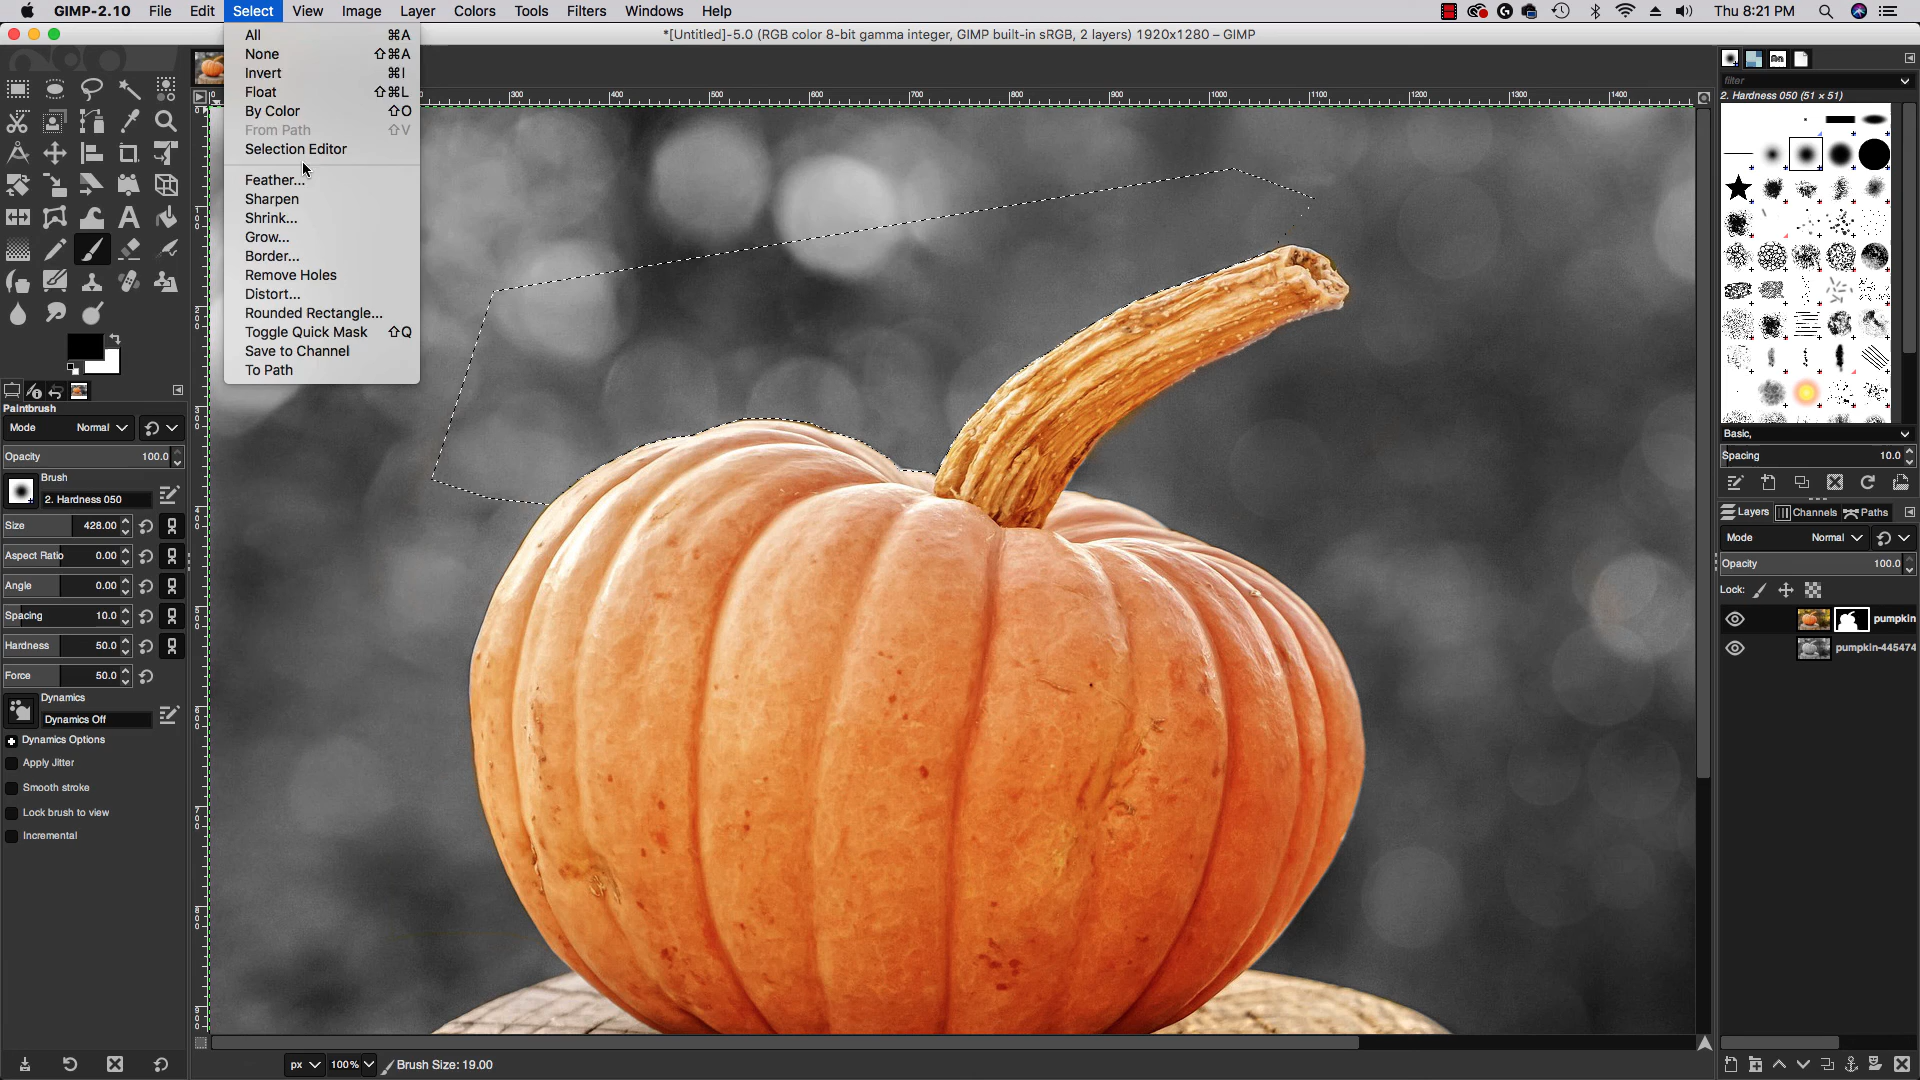 GIMP-2.10 File Edit Select View Image Layer Colors Tools Filters Windows Help Thu 8:21 PM
*[Untitled]-5.0 (RGB color 8-bit gamma integer, GIMP built-in sRGB, 2 layers) 1920x1280 – GIMP
All ⌘A
None ⇧⌘A
Invert ⌘I
Float ⇧⌘L
By Color ⇧O
From Path ⇧V
Selection Editor
Feather...
Sharpen
Shrink...
Grow...
Border...
Remove Holes
Distort...
Rounded Rectangle...
Toggle Quick Mask ⇧Q
Save to Channel
To Path
300 400 500 600 700 800 900 1000 1100 1200 1300 1400
Paintbrush
Mode Normal
Opacity 100.0
Brush
2. Hardness 050
Size 428.00
Aspect Ratio 0.00
Angle 0.00
Spacing 10.0
Hardness 50.0
Force 50.0
Dynamics
Dynamics Off
Dynamics Options
Apply Jitter
Smooth stroke
Lock brush to view
Incremental
px 100% Brush Size: 19.00
filter
2. Hardness 050 (51 × 51)
Basic,
Spacing 10.0
Layers Channels Paths
Mode Normal
Opacity 100.0
Lock:
pumpkin
pumpkin-445474